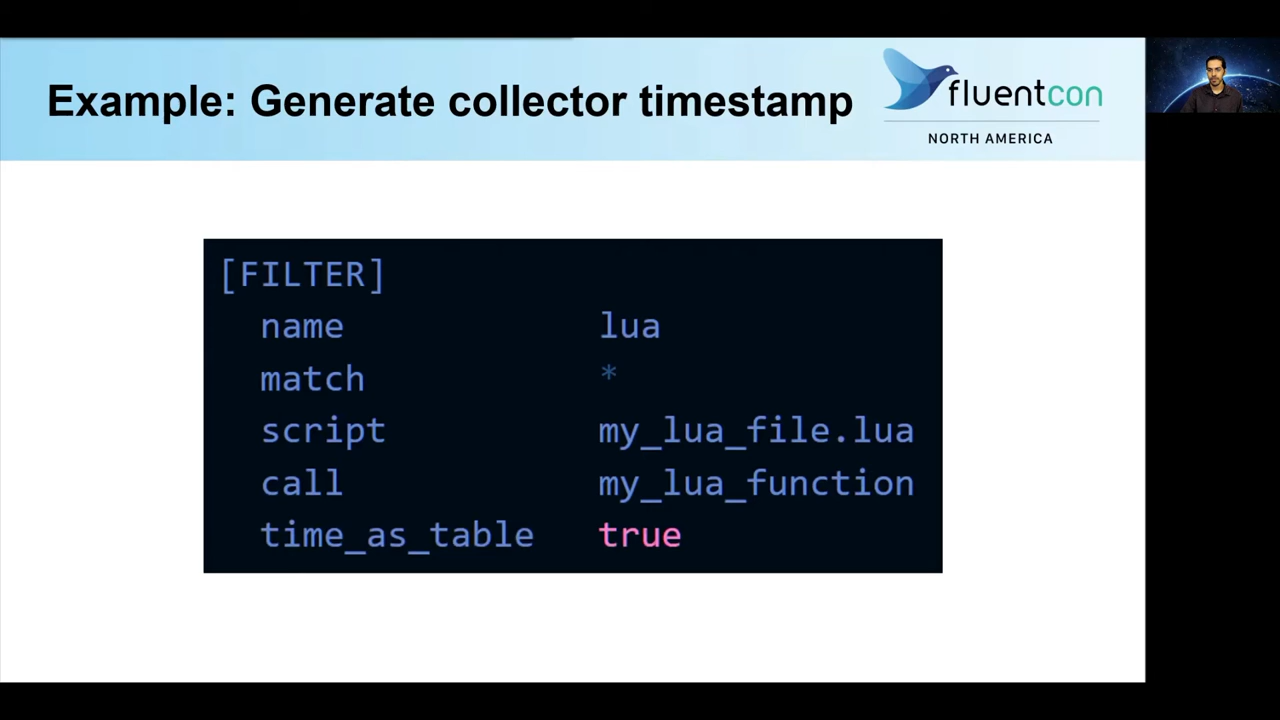 Example: Generate collector timestamp
fluentcon
NORTH AMERICA
[FILTER]
name lua
match *
script my_lua_file.lua
call my_lua_function
time_as_table true